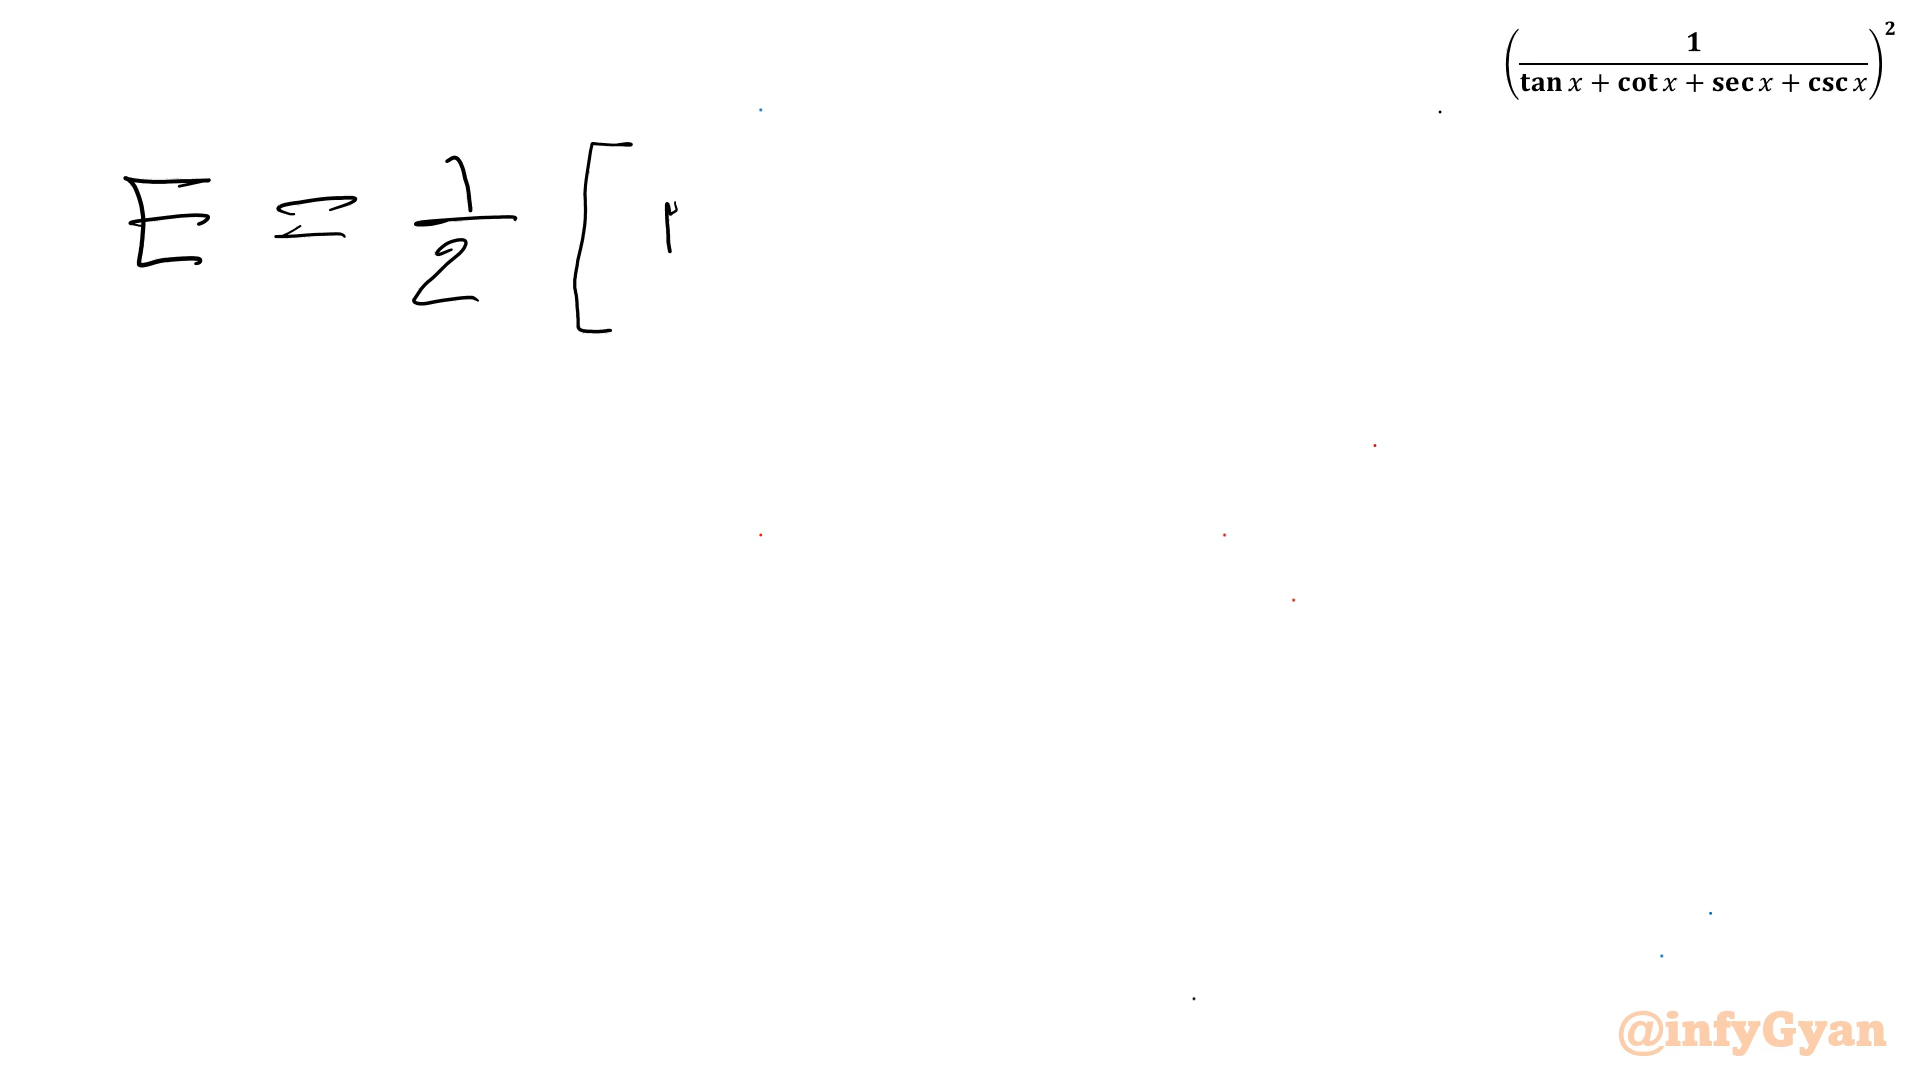 (1 / (tan x + cot x + sec x + csc x))²
E = 1/2 [
@infyGyan